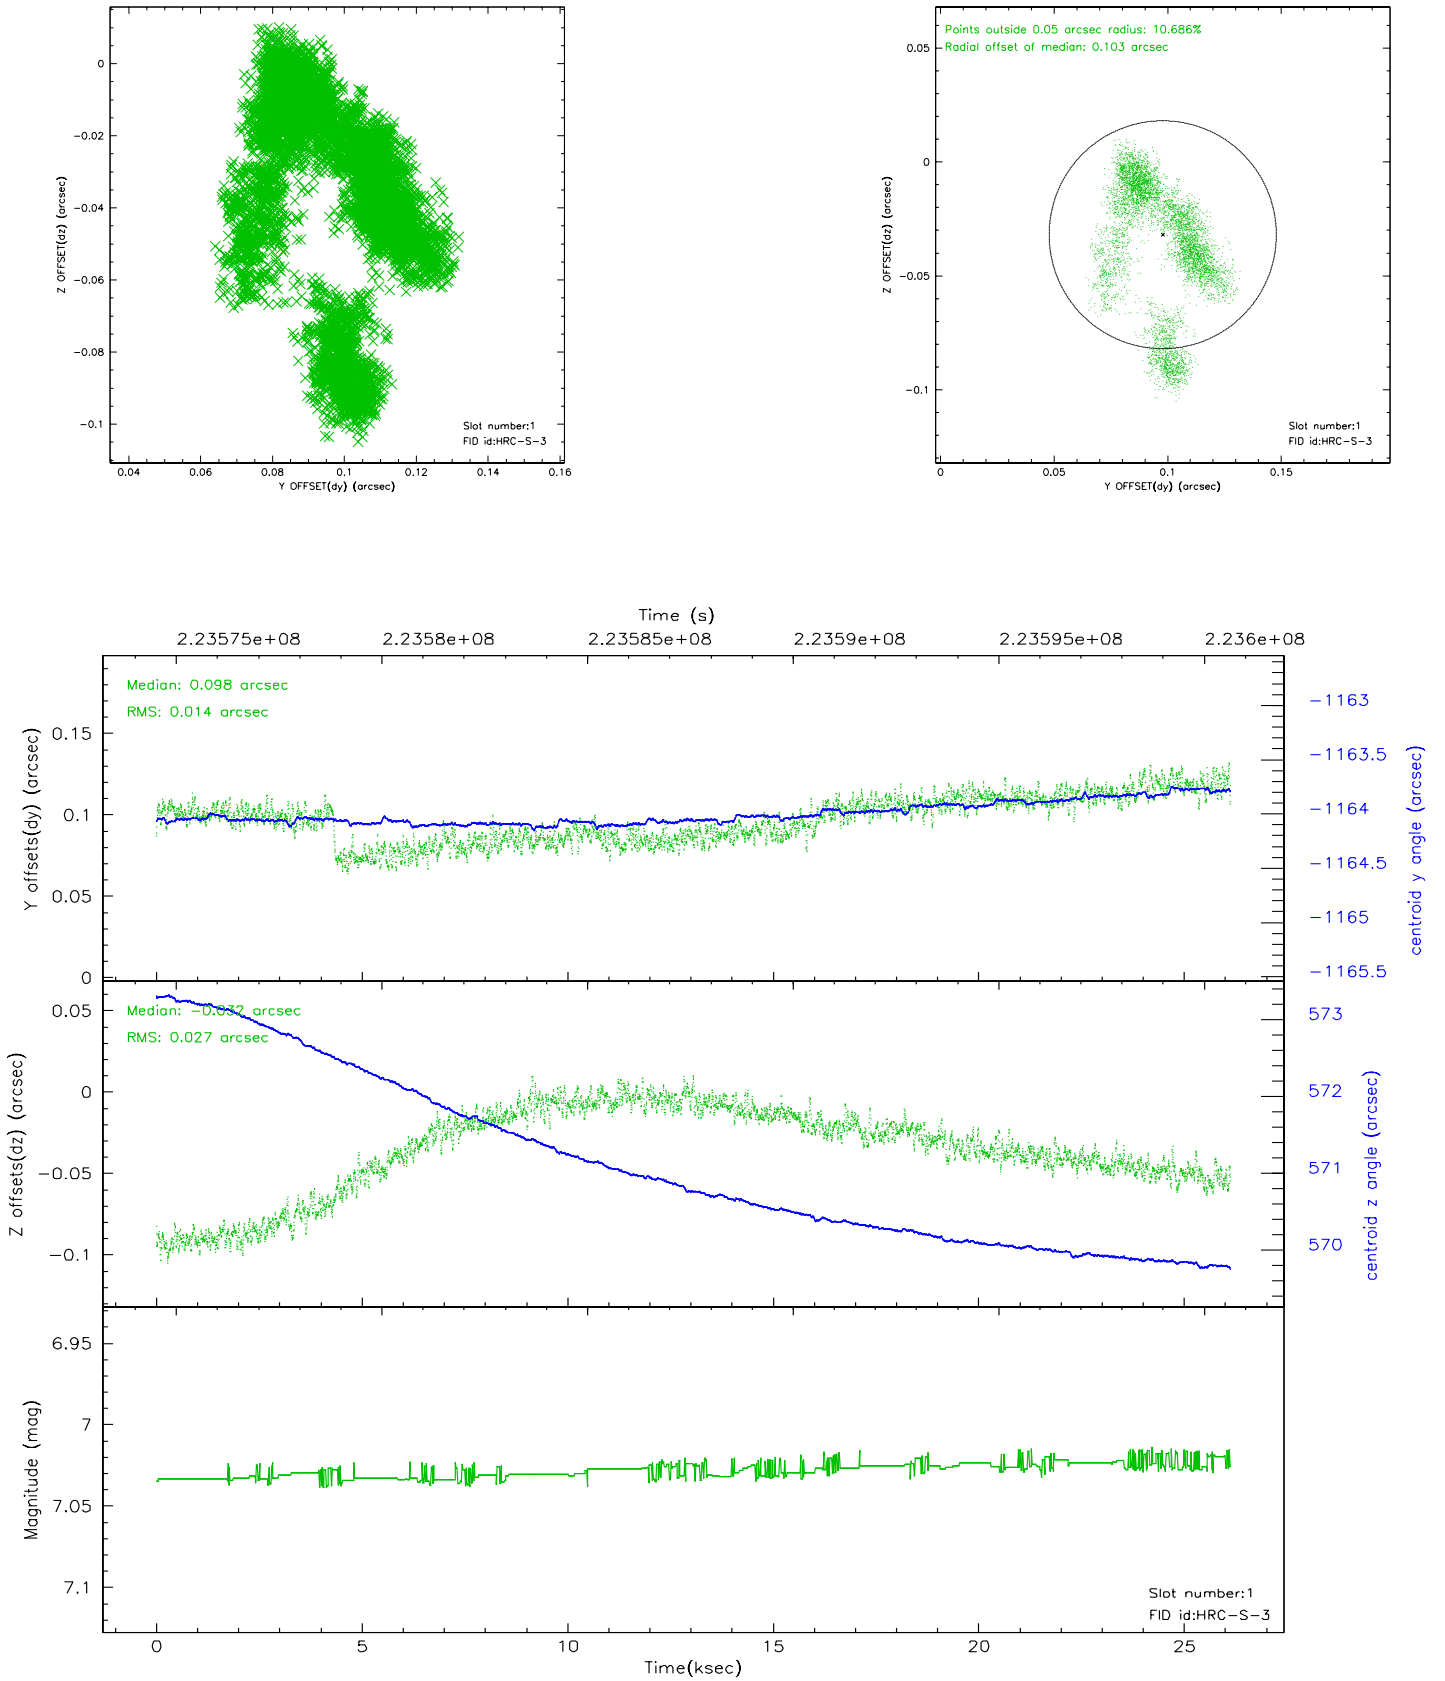 0
−0.02
−0.04
−0.06
−0.08
−0.1
Z OFFSET(dz) (arcsec)
0.04 0.06 0.08 0.1 0.12 0.14 0.16
Y OFFSET(dy) (arcsec)
Slot number:1
FID id:HRC−S−3
Points outside 0.05 arcsec radius: 10.686%
Radial offset of median: 0.103 arcsec
0.05
0
−0.05
−0.1
Z OFFSET(dz) (arcsec)
0 0.05 0.1 0.15
Y OFFSET(dy) (arcsec)
Slot number:1
FID id:HRC−S−3
Time (s)
2.23575e+08 2.2358e+08 2.23585e+08 2.2359e+08 2.23595e+08 2.236e+08
Median: 0.098 arcsec
RMS: 0.014 arcsec
0.15
0.1
0.05
0
Y offsets(dy) (arcsec)
−1163
−1163.5
−1164
−1164.5
−1165
−1165.5
centroid y angle (arcsec)
Median: −0.032 arcsec
RMS: 0.027 arcsec
0.05
0
−0.05
−0.1
Z offsets(dz) (arcsec)
573
572
571
570
centroid z angle (arcsec)
6.95
7
7.05
7.1
Magnitude (mag)
Slot number:1
FID id:HRC−S−3
0 5 10 15 20 25
Time(ksec)